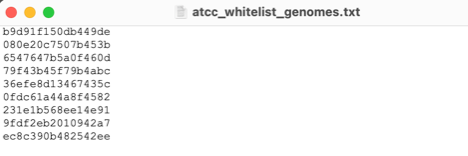 atcc_whitelist_genomes.txt
b9d91f150db449de
080e20c7507b453b
6547647b5a0f460d
79f43b45f79b4abc
36efe8d13467435c
0fdc61a44a8f4582
231e1b568ee14e91
9fdf2eb2010942a7
ec8c390b482542ee